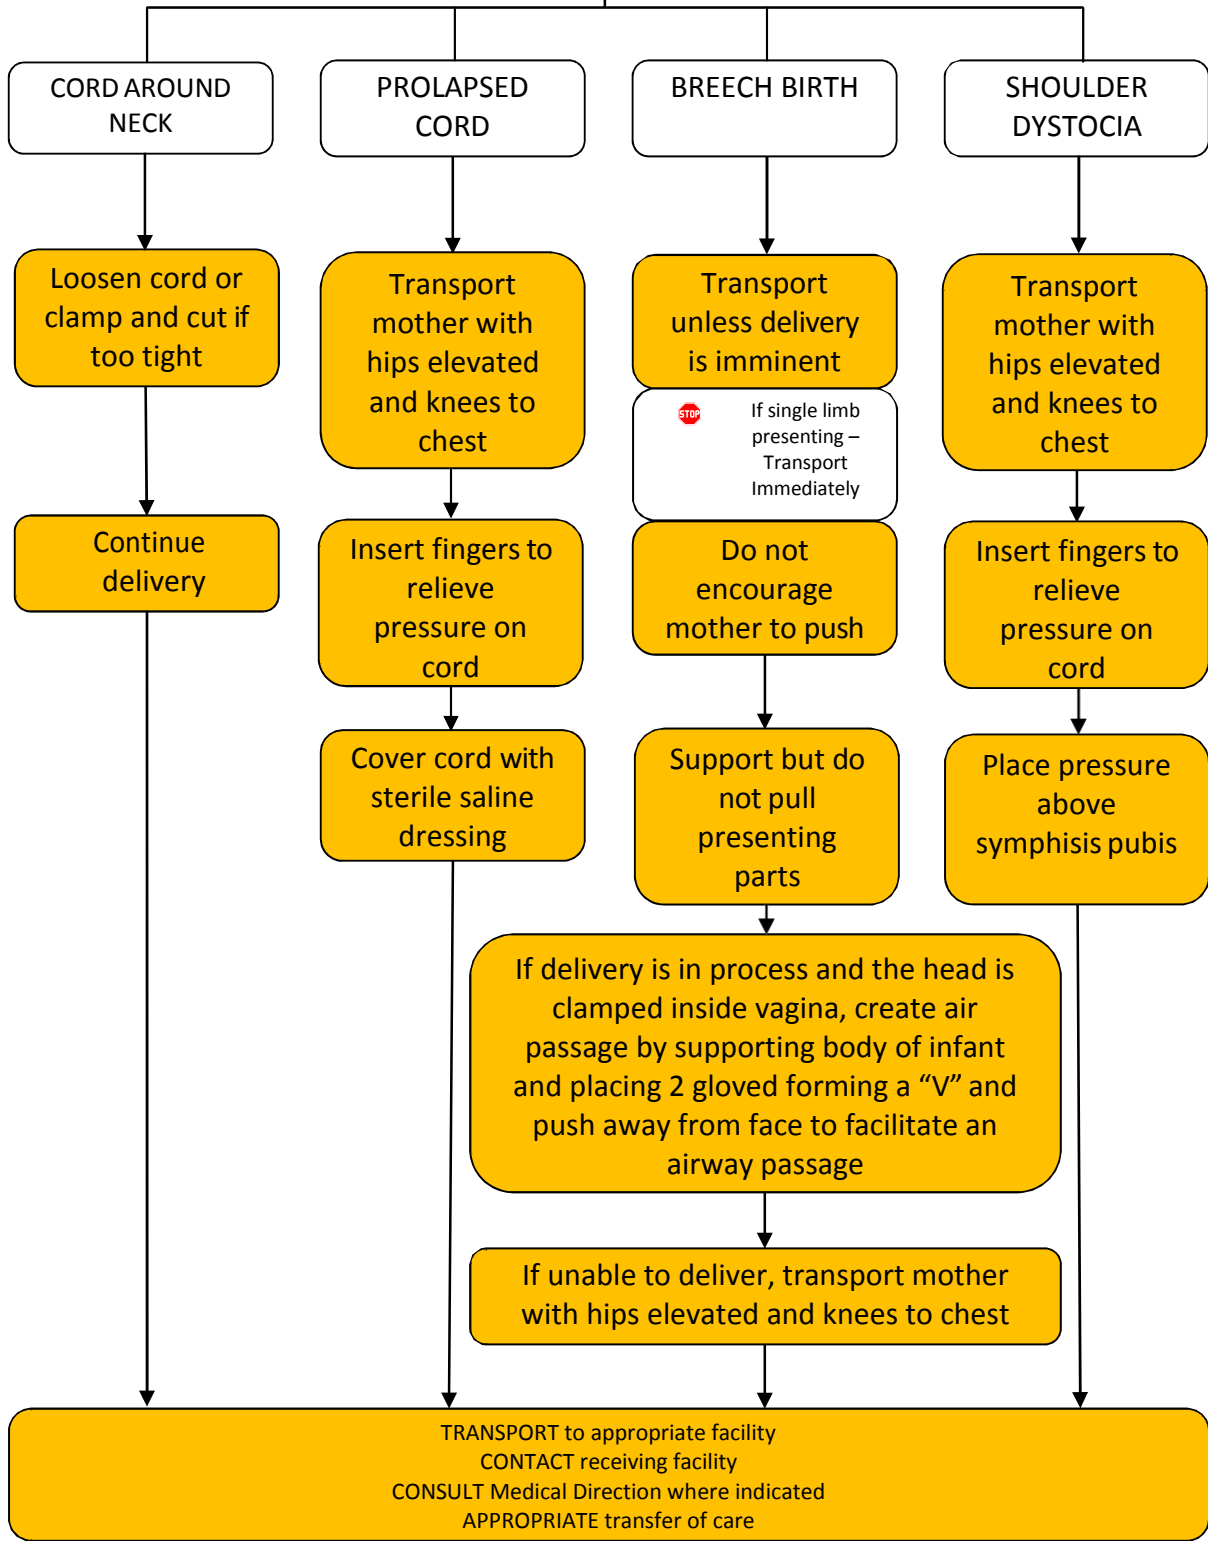 CORD AROUND
NECK
Loosen cord or
clamp and cut if
too tight
Continue
delivery
PROLAPSED
CORD
Transport
mother with
hips elevated
and knees to
chest
Insert fingers to
relieve
pressure on
cord
Cover cord with
sterile saline
dressing
BREECH BIRTH
Transport
unless delivery
is imminent
STOP
If single limb
presenting –
Transport
Immediately
Do not
encourage
mother to push
Support but do
not pull
presenting
parts
If delivery is in process and the head is
clamped inside vagina, create air
passage by supporting body of infant
and placing 2 gloved forming a “V” and
push away from face to facilitate an
airway passage
If unable to deliver, transport mother
with hips elevated and knees to chest
SHOULDER
DYSTOCIA
Transport
mother with
hips elevated
and knees to
chest
Insert fingers to
relieve
pressure on
cord
Place pressure
above
symphisis pubis
TRANSPORT to appropriate facility
CONTACT receiving facility
CONSULT Medical Direction where indicated
APPROPRIATE transfer of care